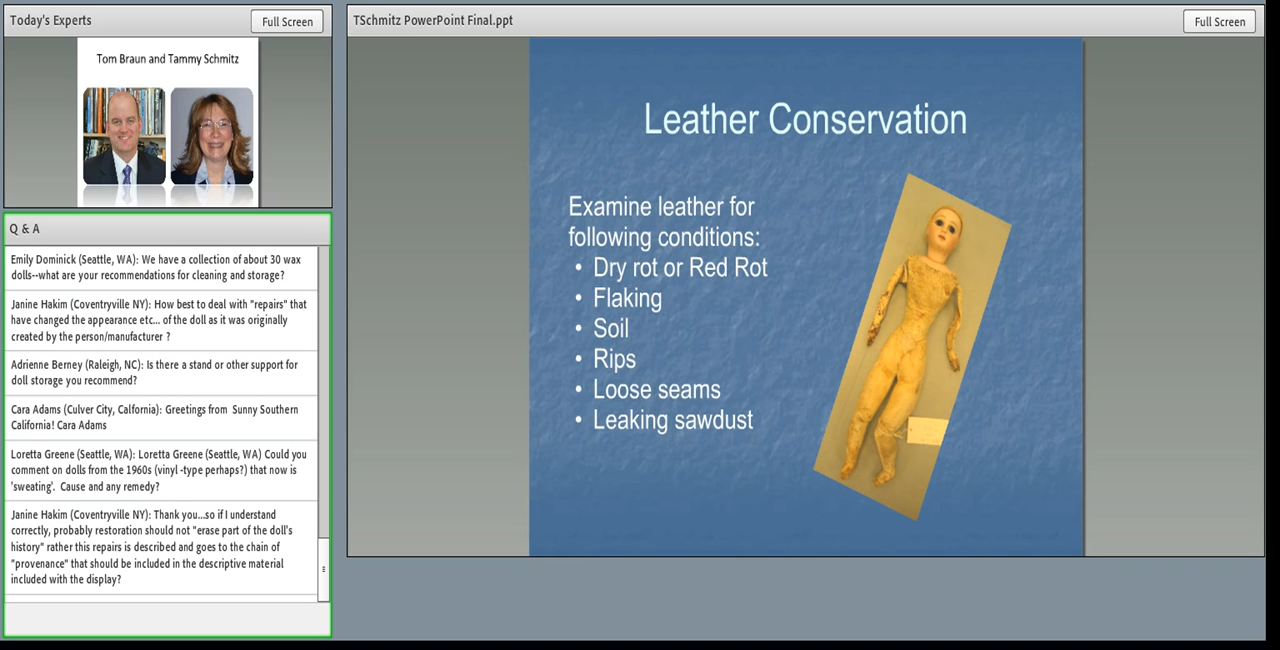 Today's Experts
Full Screen
Tom Braun and Tammy Schmitz
Q & A
Emily Dominick (Seattle, WA): We have a collection of about 30 wax
dolls--what are your recommendations for cleaning and storage?
Janine Hakim (Coventryville NY): How best to deal with "repairs" that
have changed the appearance etc... of the doll as it was originally
created by the person/manufacturer ?
Adrienne Berney (Raleigh, NC): Is there a stand or other support for
doll storage you recommend?
Cara Adams (Culver City, Calfornia): Greetings from Sunny Southern
California! Cara Adams
Loretta Greene (Seattle, WA): Loretta Greene (Seattle, WA) Could you
comment on dolls from the 1960s (vinyl -type perhaps?) that now is
'sweating'. Cause and any remedy?
Janine Hakim (Coventryville NY): Thank you...so if I understand
correctly, probably restoration should not "erase part of the doll's
history" rather this repairs is described and goes to the chain of
"provenance" that should be included in the descriptive material
included with the display?
TSchmitz PowerPoint Final.ppt
Full Screen
Leather Conservation
Examine leather for
following conditions:
• Dry rot or Red Rot
• Flaking
• Soil
• Rips
• Loose seams
• Leaking sawdust